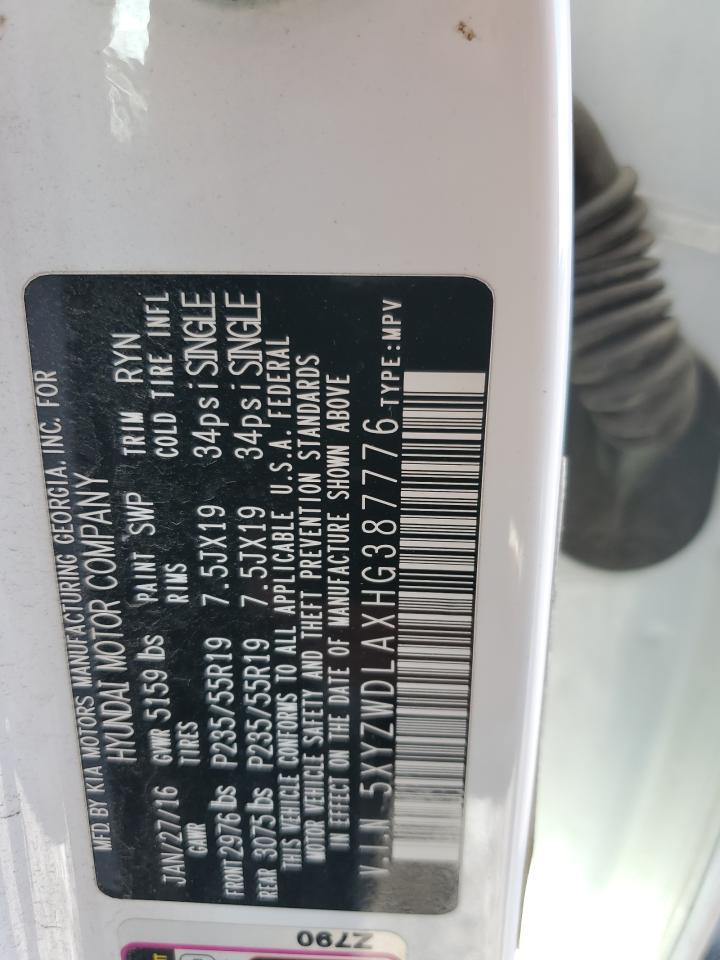 MFD. BY KIA MOTORS MANUFACTURING GEORGIA, INC. FOR
HYUNDAI MOTOR COMPANY
JAN/27/16 GVWR 5159 lbs PAINT SWP TRIM RYN
GAWR TIRES RIMS COLD TIRE INFL
FRONT 2976 lbs P235/55R19 7.5JX19 34psi SINGLE
REAR 3075 lbs P235/55R19 7.5JX19 34psi SINGLE
THIS VEHICLE CONFORMS TO ALL APPLICABLE U.S.A. FEDERAL
MOTOR VEHICLE SAFETY AND THEFT PREVENTION STANDARDS
IN EFFECT ON THE DATE OF MANUFACTURE SHOWN ABOVE
V.I.N 5XYZWDLAXHG387776 TYPE:MPV
Z790